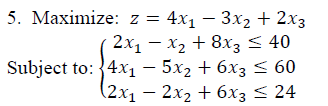 5. Maximize: z = 4x₁ − 3x₂ + 2x₃
Subject to: { 2x₁ − x₂ + 8x₃ ≤ 40
4x₁ − 5x₂ + 6x₃ ≤ 60
2x₁ − 2x₂ + 6x₃ ≤ 24